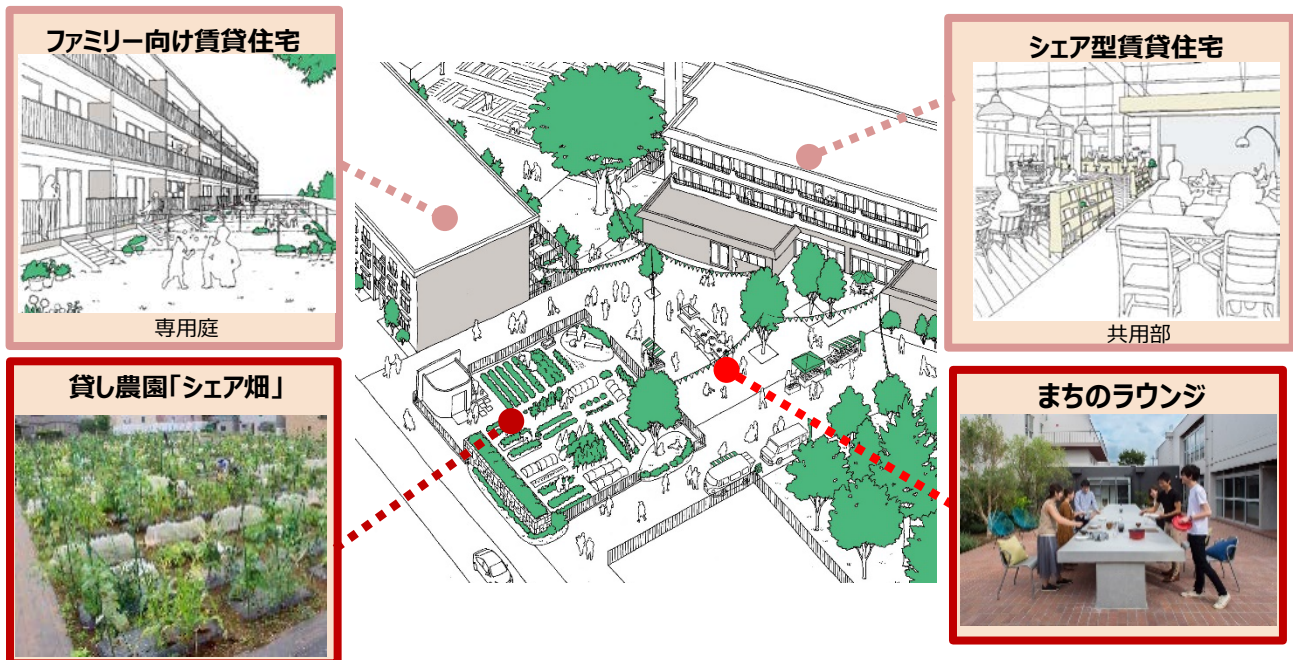 ファミリー向け賃貸住宅
専用庭
シェア型賃貸住宅
共用部
貸し農園「シェア畑」
まちのラウンジ